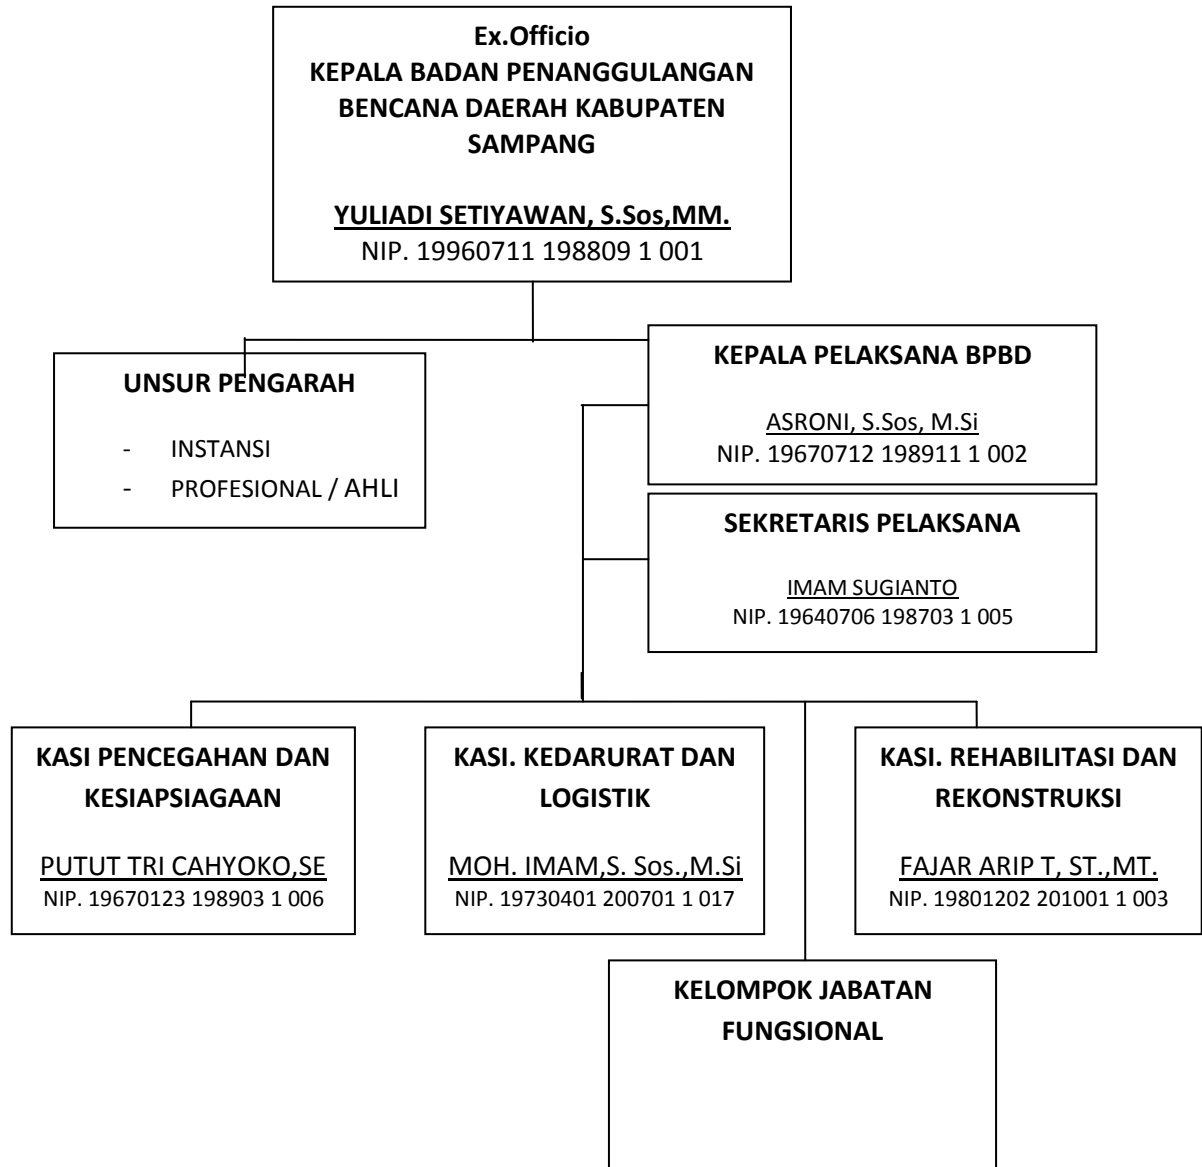 Ex.Officio
KEPALA BADAN PENANGGULANGAN
BENCANA DAERAH KABUPATEN
SAMPANG
YULIADI SETIYAWAN, S.Sos,MM.
NIP. 19960711 198809 1 001
UNSUR PENGARAH
- INSTANSI
- PROFESIONAL / AHLI
KEPALA PELAKSANA BPBD
ASRONI, S.Sos, M.Si
NIP. 19670712 198911 1 002
SEKRETARIS PELAKSANA
IMAM SUGIANTO
NIP. 19640706 198703 1 005
KASI PENCEGAHAN DAN
KESIAPSIAGAAN
PUTUT TRI CAHYOKO,SE
NIP. 19670123 198903 1 006
KASI. KEDARURAT DAN
LOGISTIK
MOH. IMAM,S. Sos.,M.Si
NIP. 19730401 200701 1 017
KASI. REHABILITASI DAN
REKONSTRUKSI
FAJAR ARIP T, ST.,MT.
NIP. 19801202 201001 1 003
KELOMPOK JABATAN
FUNGSIONAL